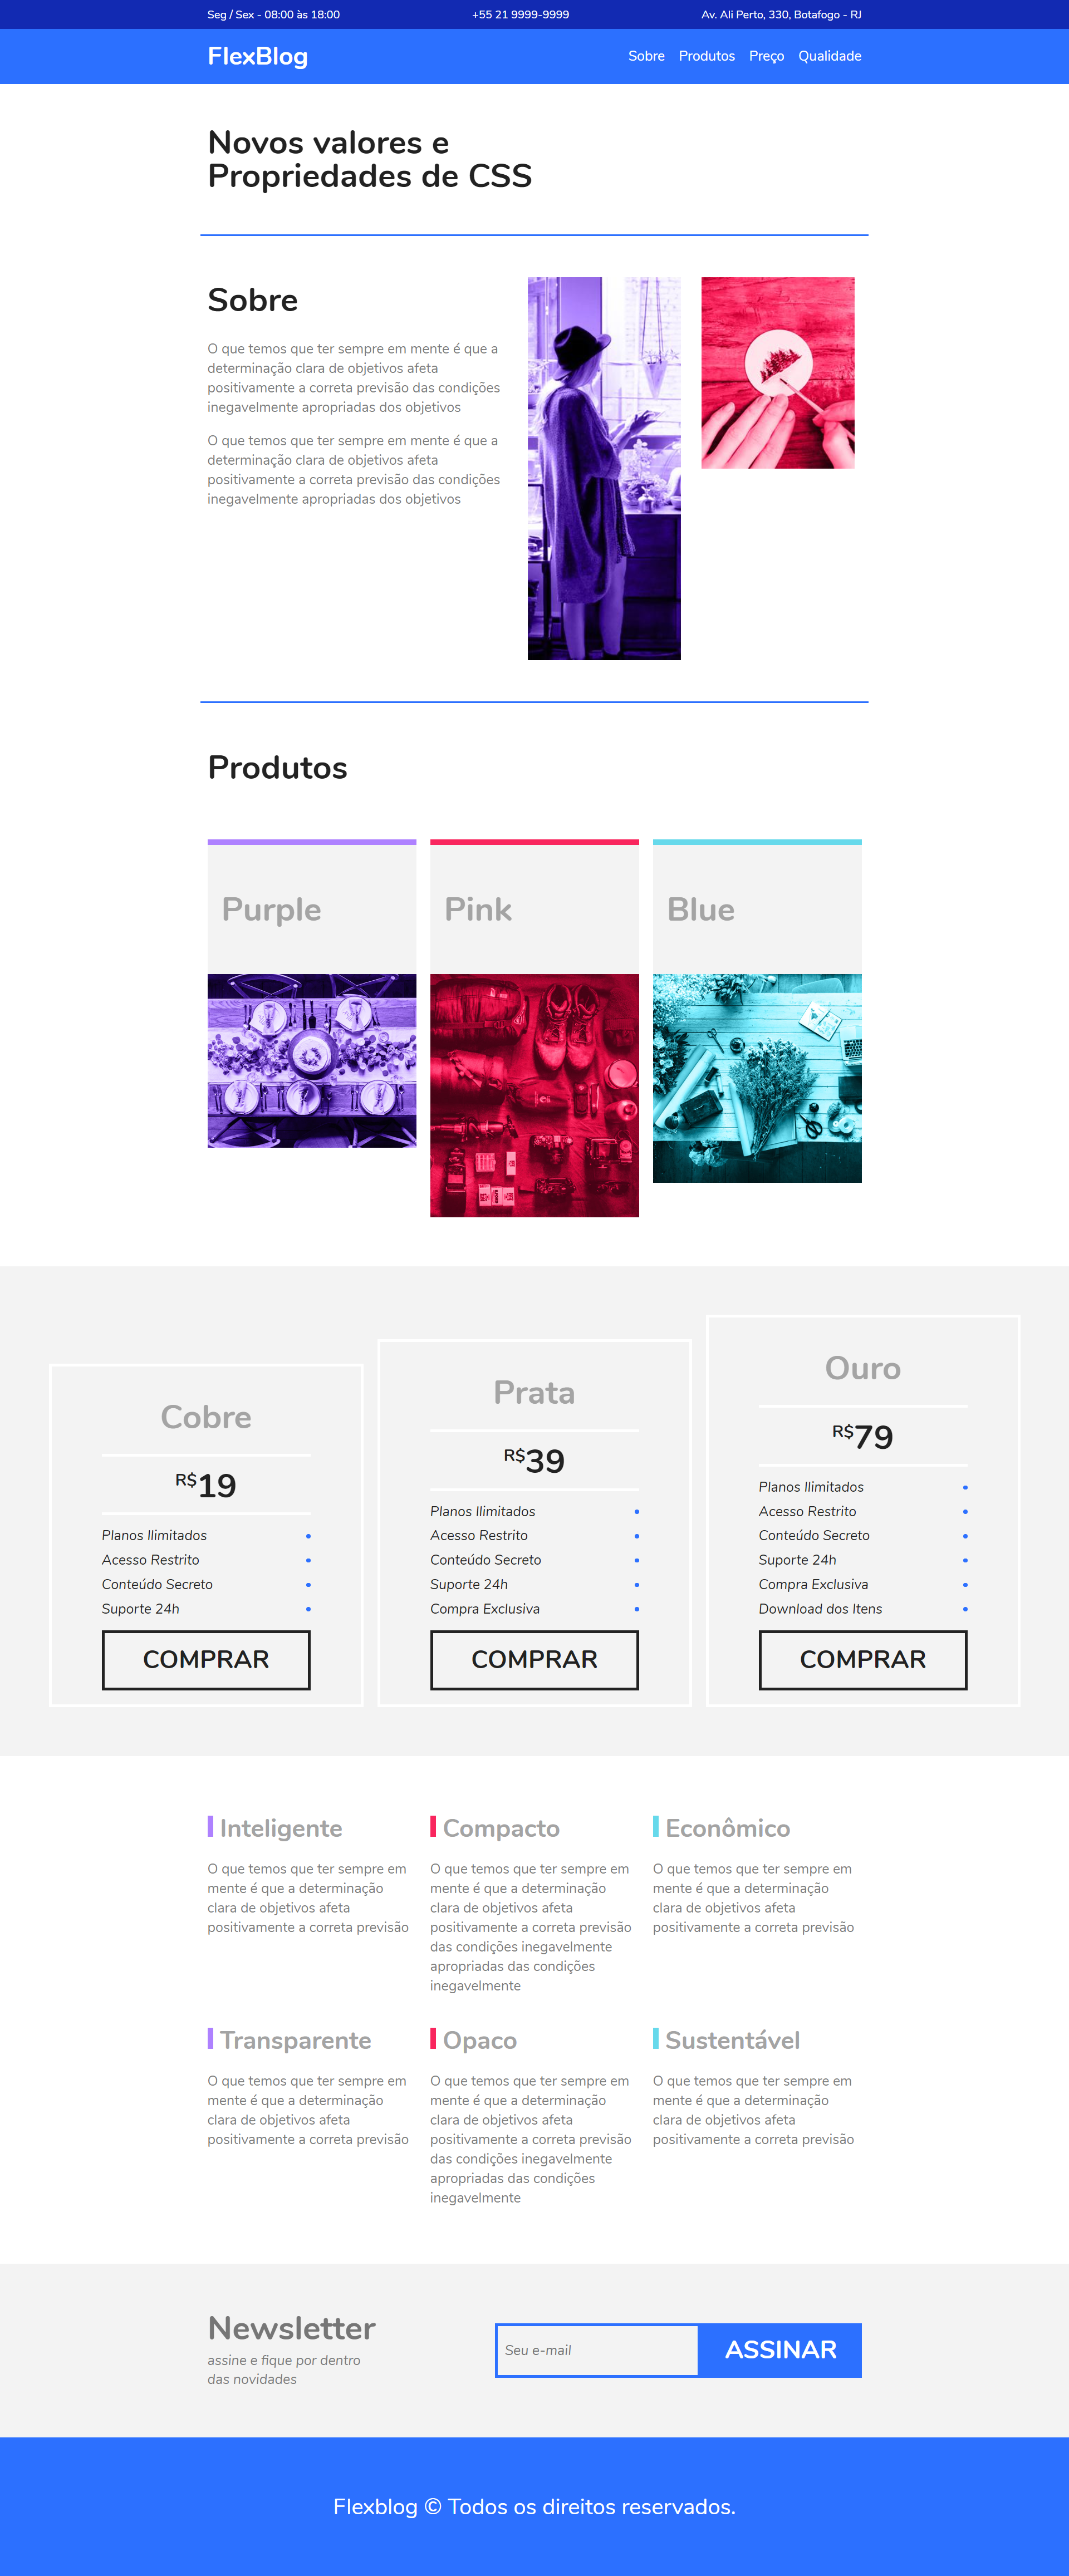 Seg / Sex - 08:00 às 18:00
+55 21 9999-9999
Av. Ali Perto, 330, Botafogo - RJ
FlexBlog
Sobre
Produtos
Preço
Qualidade
Novos valores e
Propriedades de CSS
Sobre
O que temos que ter sempre em mente é que a
determinação clara de objetivos afeta
positivamente a correta previsão das condições
inegavelmente apropriadas dos objetivos
O que temos que ter sempre em mente é que a
determinação clara de objetivos afeta
positivamente a correta previsão das condições
inegavelmente apropriadas dos objetivos
Produtos
Purple
Pink
Blue
Cobre
R$19
Planos Ilimitados
Acesso Restrito
Conteúdo Secreto
Suporte 24h
COMPRAR
Prata
R$39
Planos Ilimitados
Acesso Restrito
Conteúdo Secreto
Suporte 24h
Compra Exclusiva
COMPRAR
Ouro
R$79
Planos Ilimitados
Acesso Restrito
Conteúdo Secreto
Suporte 24h
Compra Exclusiva
Download dos Itens
COMPRAR
Inteligente
O que temos que ter sempre em
mente é que a determinação
clara de objetivos afeta
positivamente a correta previsão
Compacto
O que temos que ter sempre em
mente é que a determinação
clara de objetivos afeta
positivamente a correta previsão
das condições inegavelmente
apropriadas das condições
inegavelmente
Econômico
O que temos que ter sempre em
mente é que a determinação
clara de objetivos afeta
positivamente a correta previsão
Transparente
O que temos que ter sempre em
mente é que a determinação
clara de objetivos afeta
positivamente a correta previsão
Opaco
O que temos que ter sempre em
mente é que a determinação
clara de objetivos afeta
positivamente a correta previsão
das condições inegavelmente
apropriadas das condições
inegavelmente
Sustentável
O que temos que ter sempre em
mente é que a determinação
clara de objetivos afeta
positivamente a correta previsão
Newsletter
assine e fique por dentro
das novidades
Seu e-mail
ASSINAR
Flexblog © Todos os direitos reservados.